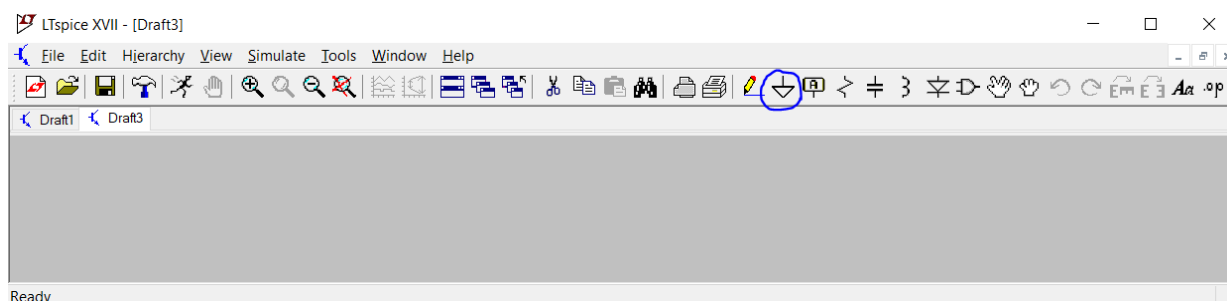 LTspice XVII - [Draft3]
File Edit Hierarchy View Simulate Tools Window Help
A Aa .op
Draft1 Draft3
Ready